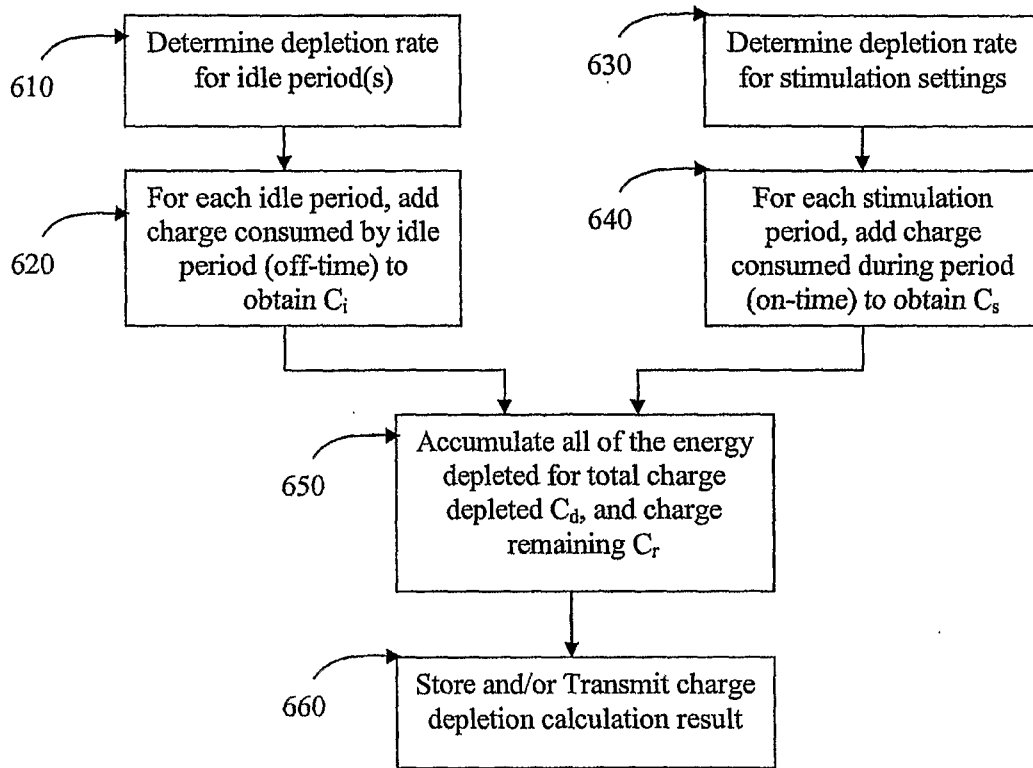 610
Determine depletion rate
for idle period(s)
630
Determine depletion rate
for stimulation settings
620
For each idle period, add
charge consumed by idle
period (off-time) to
obtain Cᵢ
640
For each stimulation
period, add charge
consumed during period
(on-time) to obtain Cₛ
650
Accumulate all of the energy
depleted for total charge
depleted C_d, and charge
remaining Cᵣ
660
Store and/or Transmit charge
depletion calculation result